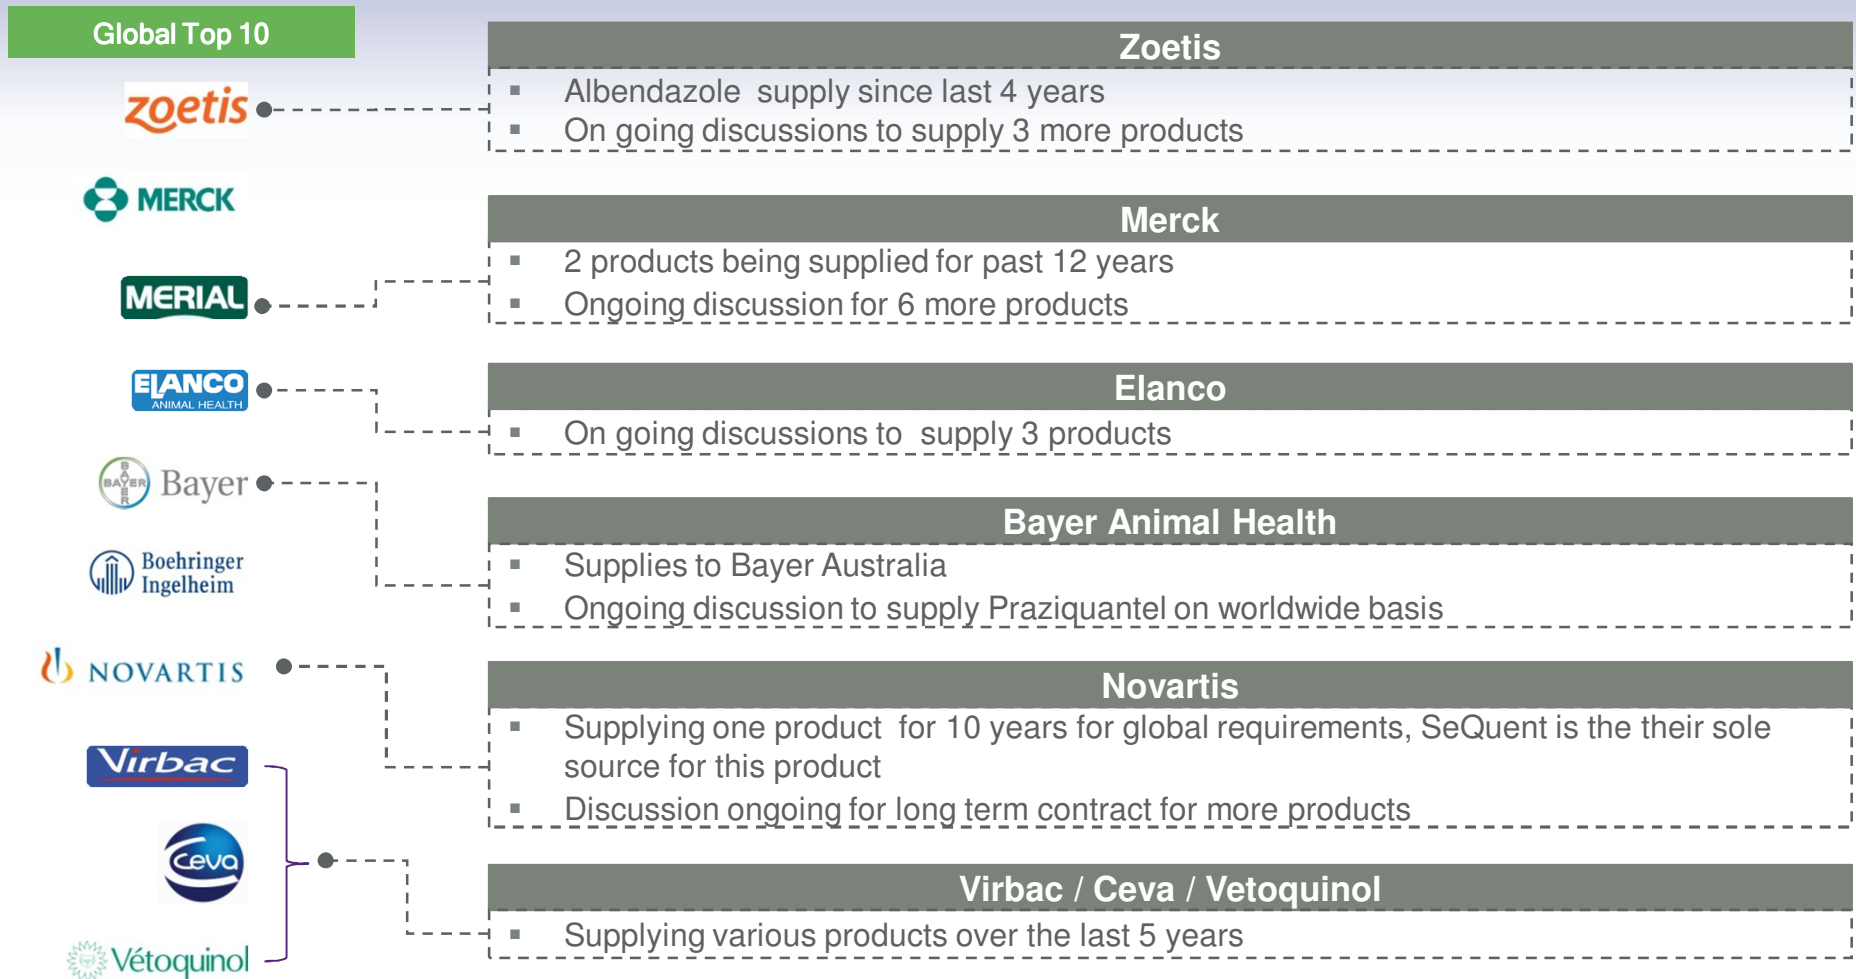 Global Top 10
zoetis
MERCK
MERIAL
ELANCO
ANIMAL HEALTH
BAYER
BAYER
Bayer
Boehringer
Ingelheim
NOVARTIS
Virbac
Ceva
Vétoquinol
Zoetis
▪ Albendazole supply since last 4 years
▪ On going discussions to supply 3 more products
Merck
▪ 2 products being supplied for past 12 years
▪ Ongoing discussion for 6 more products
Elanco
▪ On going discussions to supply 3 products
Bayer Animal Health
▪ Supplies to Bayer Australia
▪ Ongoing discussion to supply Praziquantel on worldwide basis
Novartis
▪ Supplying one product for 10 years for global requirements, SeQuent is the their sole
source for this product
▪ Discussion ongoing for long term contract for more products
Virbac / Ceva / Vetoquinol
▪ Supplying various products over the last 5 years